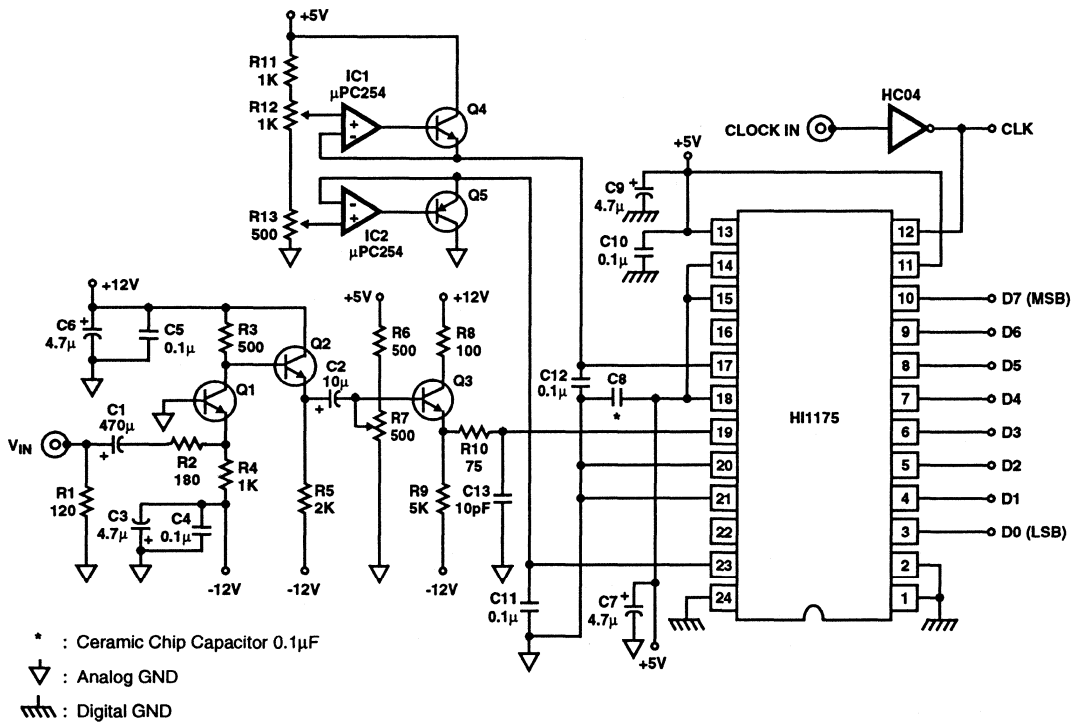 +5V
R11
1K
IC1
µPC254
R12
1K
+
-
Q4
-
+
Q5
R13
500
IC2
µPC254
HC04
CLOCK IN
CLK
+5V
C9
+
4.7µ
C10
0.1µ
13
14
15
16
17
18
19
20
21
22
23
24
HI1175
12
11
10
9
8
7
6
5
4
3
2
1
D7 (MSB)
D6
D5
D4
D3
D2
D1
D0 (LSB)
+12V
C6
+
4.7µ
C5
0.1µ
R3
500
Q2
Q1
C2
10µ
+
+5V
R6
500
R7
500
+12V
R8
100
Q3
C12
0.1µ
C8
*
VIN
C1
470µ
+
R2
180
R4
1K
R1
120
C3
4.7µ
+
C4
0.1µ
-12V
R5
2K
-12V
R10
75
R9
5K
C13
10pF
-12V
C11
0.1µ
C7
+
4.7µ
+5V
* : Ceramic Chip Capacitor 0.1µF
: Analog GND
: Digital GND